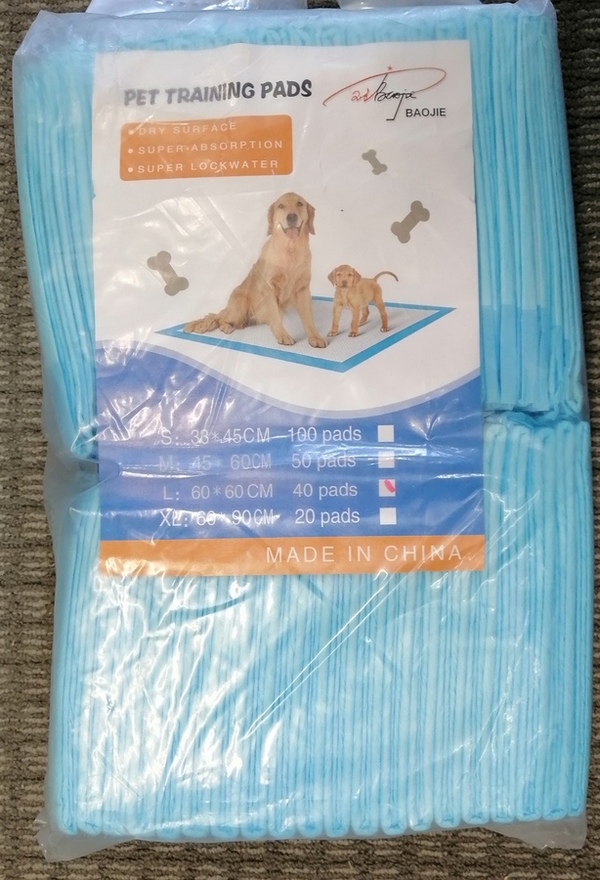 PET TRAINING PADS
Baojie
BAOJIE
• DRY SURFACE
• SUPER ABSORPTION
• SUPER LOCKWATER
S: 33*45CM 100 pads
M: 45 60CM 50 pads
L: 60*60CM 40 pads
XL: 60*90CM 20 pads
MADE IN CHINA